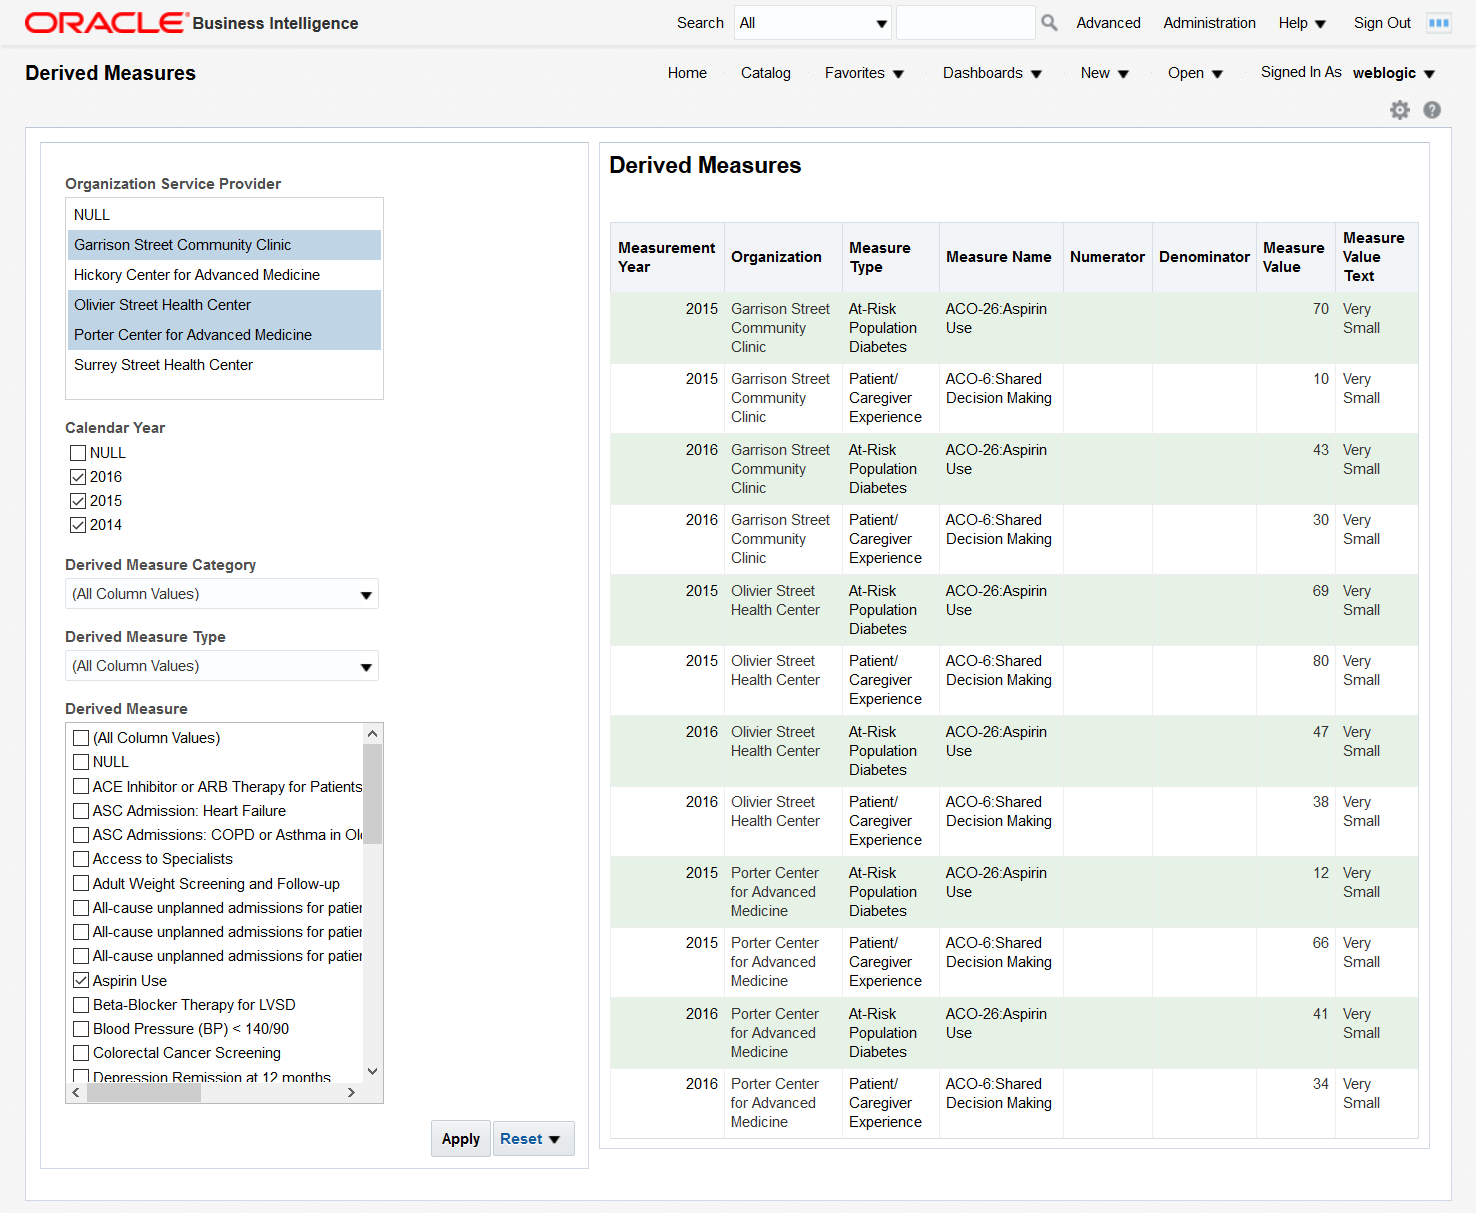 ORACLE Business Intelligence
Search All Advanced Administration Help Sign Out
Derived Measures
Home Catalog Favorites Dashboards New Open Signed In As weblogic
Organization Service Provider
NULL
Garrison Street Community Clinic
Hickory Center for Advanced Medicine
Olivier Street Health Center
Porter Center for Advanced Medicine
Surrey Street Health Center
Calendar Year
NULL
2016
2015
2014
Derived Measure Category
(All Column Values)
Derived Measure Type
(All Column Values)
Derived Measure
(All Column Values)
NULL
ACE Inhibitor or ARB Therapy for Patients
ASC Admission: Heart Failure
ASC Admissions: COPD or Asthma in Ol
Access to Specialists
Adult Weight Screening and Follow-up
All-cause unplanned admissions for patier
All-cause unplanned admissions for patier
All-cause unplanned admissions for patier
Aspirin Use
Beta-Blocker Therapy for LVSD
Blood Pressure (BP) < 140/90
Colorectal Cancer Screening
Depression Remission at 12 months
Apply Reset
Derived Measures
Measurement Year Organization Measure Type Measure Name Numerator Denominator Measure Value Measure Value Text
2015 Garrison Street Community Clinic At-Risk Population Diabetes ACO-26:Aspirin Use 70 Very Small
2015 Garrison Street Community Clinic Patient/ Caregiver Experience ACO-6:Shared Decision Making 10 Very Small
2016 Garrison Street Community Clinic At-Risk Population Diabetes ACO-26:Aspirin Use 43 Very Small
2016 Garrison Street Community Clinic Patient/ Caregiver Experience ACO-6:Shared Decision Making 30 Very Small
2015 Olivier Street Health Center At-Risk Population Diabetes ACO-26:Aspirin Use 69 Very Small
2015 Olivier Street Health Center Patient/ Caregiver Experience ACO-6:Shared Decision Making 80 Very Small
2016 Olivier Street Health Center At-Risk Population Diabetes ACO-26:Aspirin Use 47 Very Small
2016 Olivier Street Health Center Patient/ Caregiver Experience ACO-6:Shared Decision Making 38 Very Small
2015 Porter Center for Advanced Medicine At-Risk Population Diabetes ACO-26:Aspirin Use 12 Very Small
2015 Porter Center for Advanced Medicine Patient/ Caregiver Experience ACO-6:Shared Decision Making 66 Very Small
2016 Porter Center for Advanced Medicine At-Risk Population Diabetes ACO-26:Aspirin Use 41 Very Small
2016 Porter Center for Advanced Medicine Patient/ Caregiver Experience ACO-6:Shared Decision Making 34 Very Small